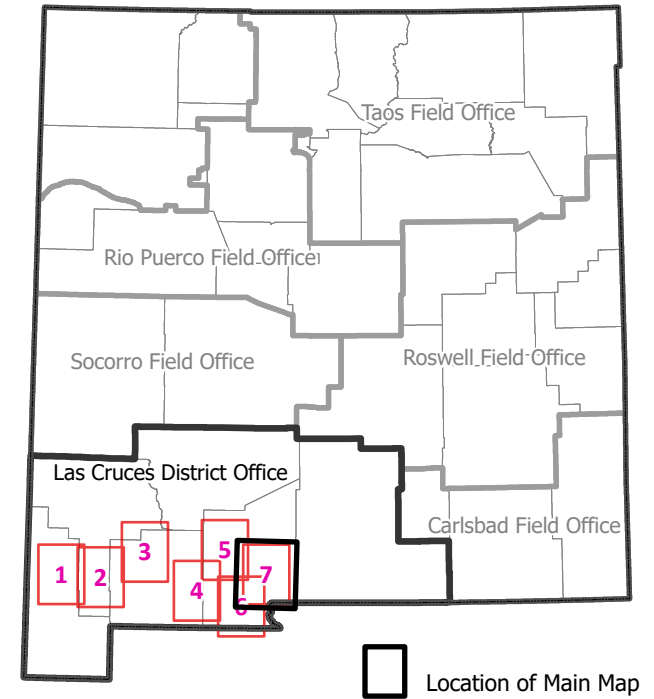 Taos Field Office
Rio Puerco Field Office
Socorro Field Office
Roswell Field Office
Las Cruces District Office
Carlsbad Field Office
3
5
1
2
7
4
6
Location of Main Map